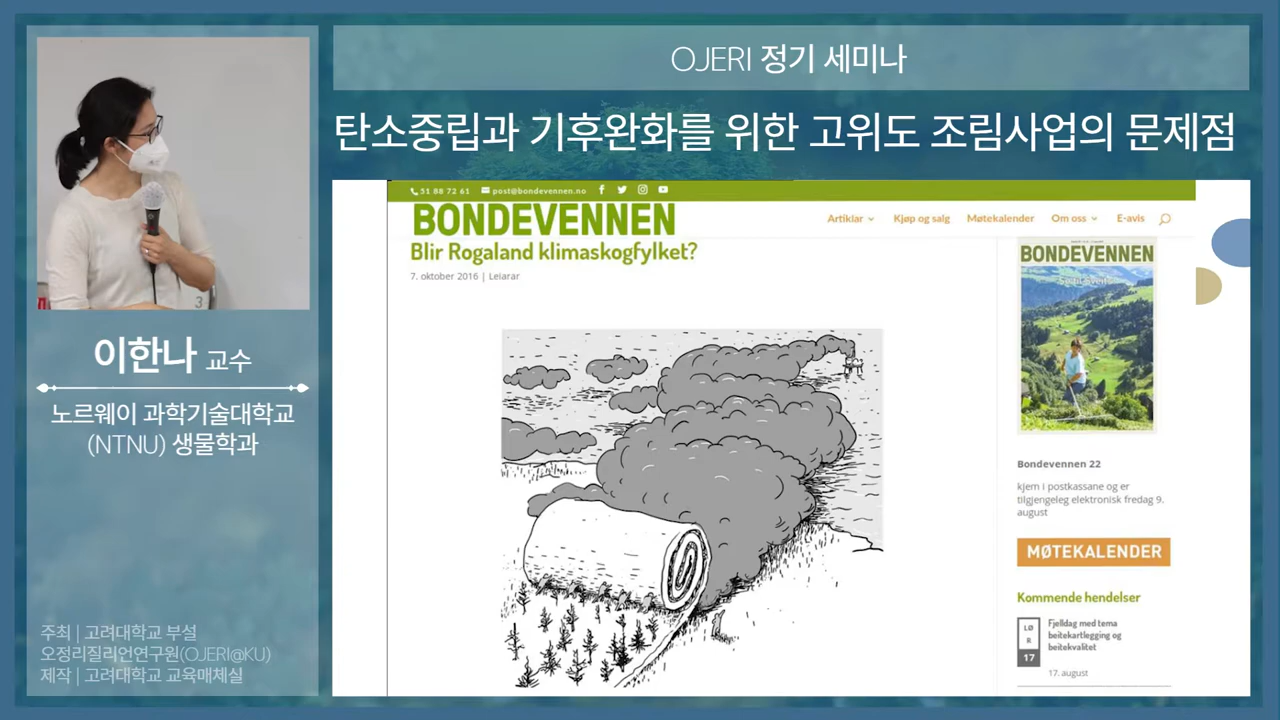 OJERI 정기 세미나
탄소중립과 기후완화를 위한 고위도 조림사업의 문제점
3
이한나 교수
노르웨이 과학기술대학교
(NTNU) 생물학과
주최 | 고려대학교 부설
오정리질리언연구원(OJERI@KU)
제작 | 고려대학교 교육매체실
51 88 72 61
post@bondevennen.no
BONDEVENNEN
Artiklar
Kjøp og salg
Møtekalender
Om oss
E-avis
Blir Rogaland klimaskogfylket?
7. oktober 2016 | Leiarar
BONDEVENNEN
Bondevennen 22
kjem i postkassane og er
tilgjengeleg elektronisk fredag 9.
august
MØTEKALENDER
Kommende hendelser
LØ
R
17
Fjelldag med tema
beitekartlegging og
beitekvalitet
17. august